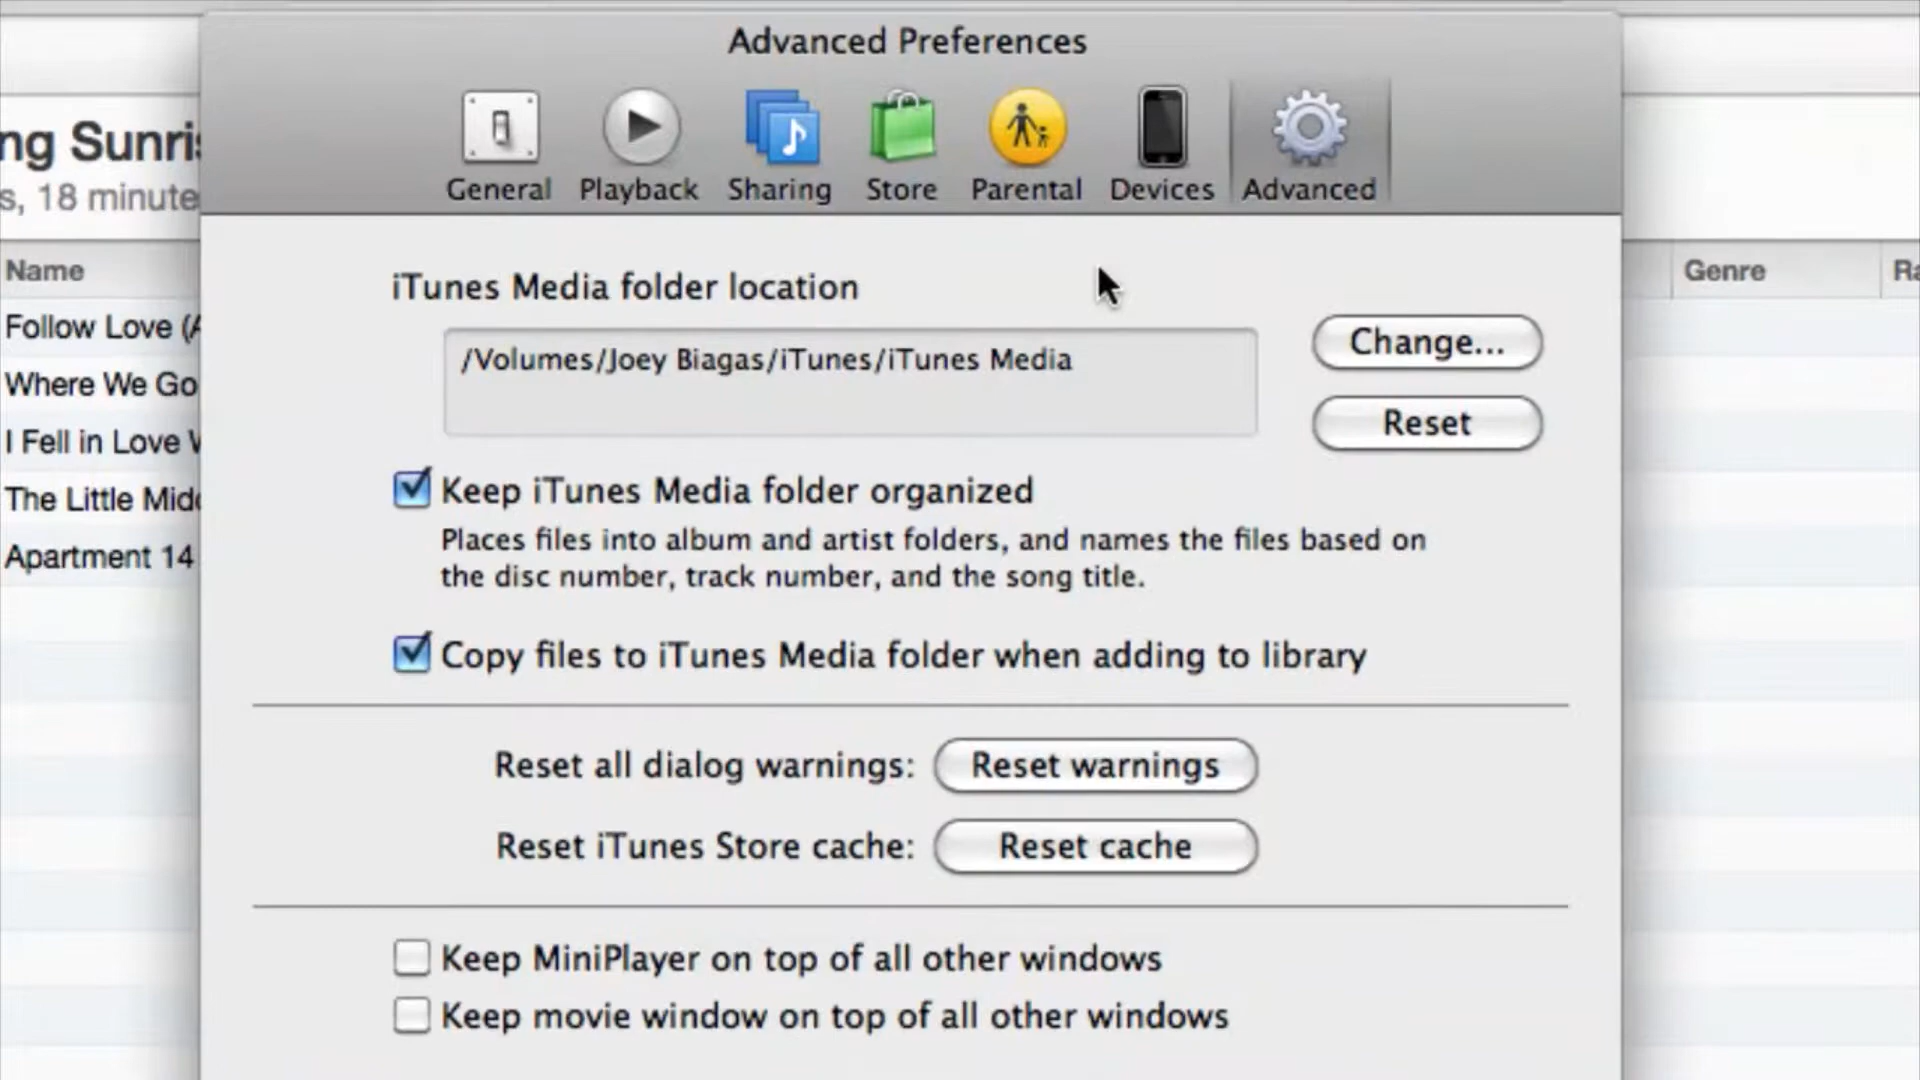 Advanced Preferences
General Playback Sharing Store Parental Devices Advanced
ng Sunris
s, 18 minute
Name
Genre
Ra
Follow Love (A
Where We Go
I Fell in Love W
The Little Midd
Apartment 14
iTunes Media folder location
/Volumes/Joey Biagas/iTunes/iTunes Media
Change...
Reset
Keep iTunes Media folder organized
Places files into album and artist folders, and names the files based on
the disc number, track number, and the song title.
Copy files to iTunes Media folder when adding to library
Reset all dialog warnings: Reset warnings
Reset iTunes Store cache: Reset cache
Keep MiniPlayer on top of all other windows
Keep movie window on top of all other windows